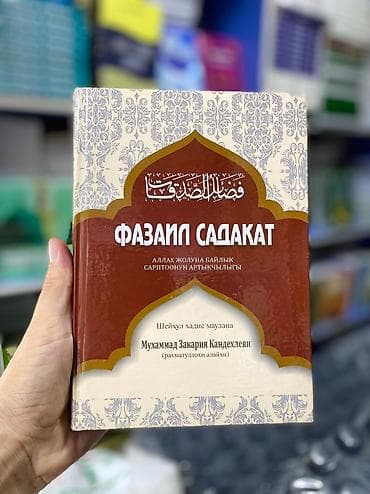 فضائل الصدقات
ФАЗАИЛ САДАКАТ
АЛЛАХ ЖОЛУНА БАЙЛЫК
САРПТООНУН АРТЫКЧЫЛЫГЫ
Шейхул хадис маулана
Мухаммад Закария Кандехлеви
(рахматуллохи алайхи)